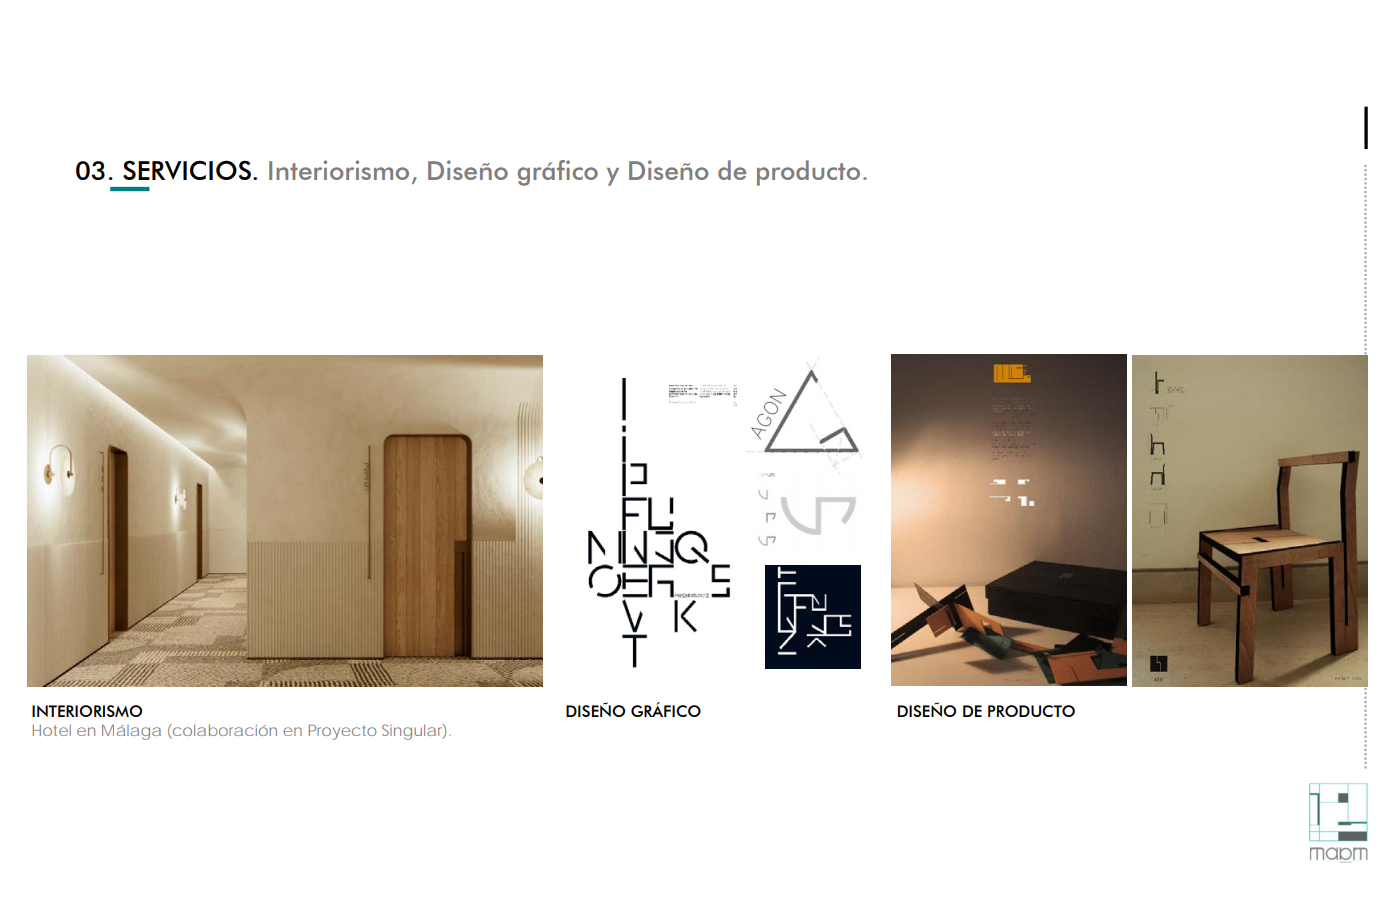 03. SERVICIOS. Interiorismo, Diseño gráfico y Diseño de producto.
AGON
INTERIORISMO
Hotel en Málaga (colaboración en Proyecto Singular).
DISEÑO GRÁFICO
DISEÑO DE PRODUCTO
mabm